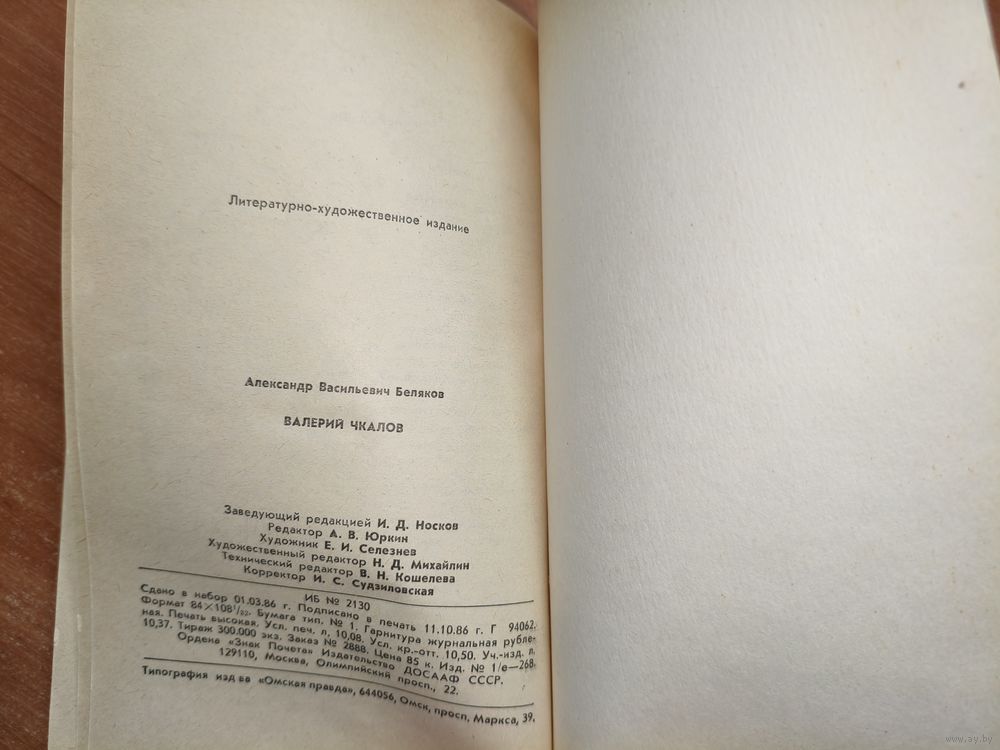 Литературно-художественное издание
Александр Васильевич Беляков
ВАЛЕРИЙ ЧКАЛОВ
Заведующий редакцией И. Д. Носков
Редактор А. В. Юркин
Художник Е. И. Селезнев
Художественный редактор Н. Д. Михайлин
Технический редактор В. Н. Кошелева
Корректор И. С. Судзиловская
ИБ № 2130
Сдано в набор 01.03.86 г. Подписано в печать 11.10.86 г. Г 94062.
Формат 84×108¹/₃₂. Бумага тип. № 1. Гарнитура журнальная рубле-
ная. Печать высокая. Усл. печ. л. 10,08. Усл. кр.-отт. 10,50. Уч.-изд. л.
10,37. Тираж 300.000 экз. Заказ № 2888. Цена 85 к. Изд. № 1/е—268.
Ордена «Знак Почета» Издательство ДОСААФ СССР.
129110, Москва, Олимпийский просп., 22.
Типография изд ва «Омская правда», 644056, Омск, просп. Маркса, 39.
www.ay.by